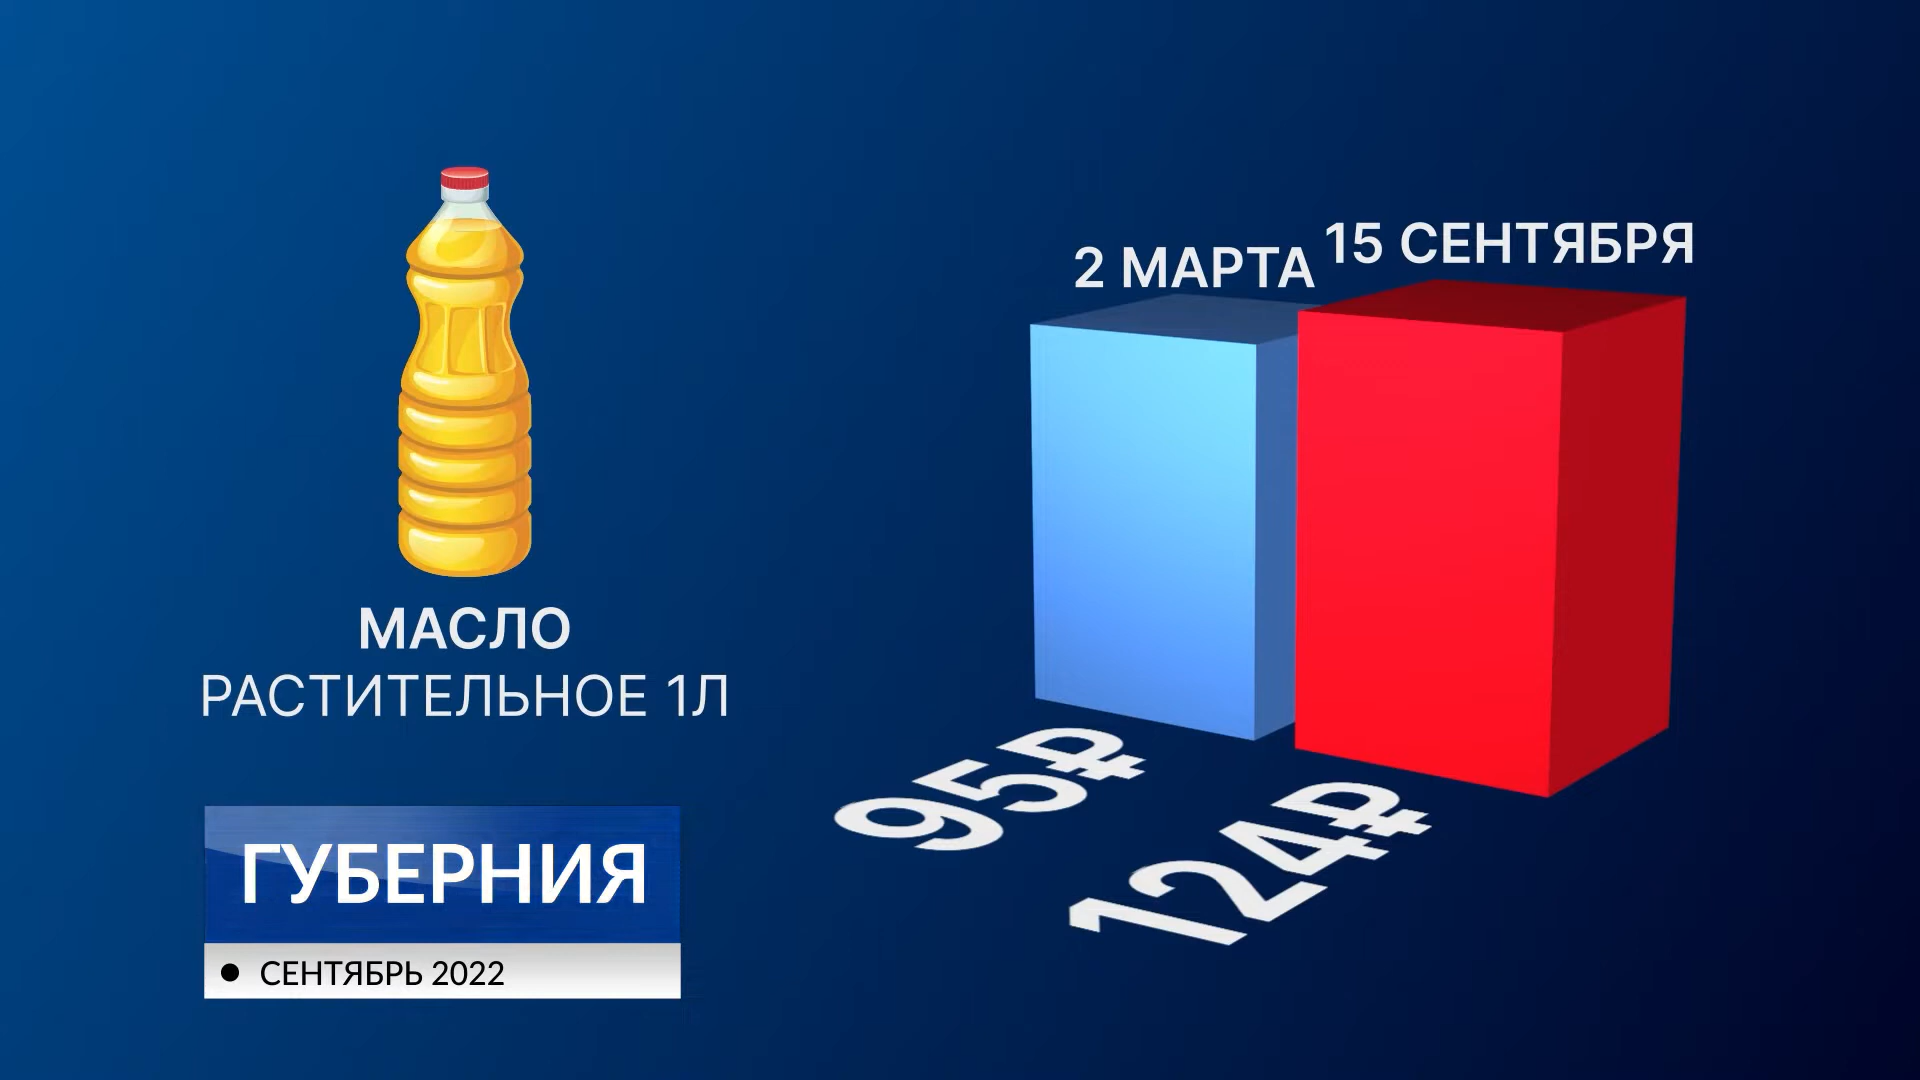 МАСЛО
РАСТИТЕЛЬНОЕ 1Л
ГУБЕРНИЯ
СЕНТЯБРЬ 2022
2 МАРТА
15 СЕНТЯБРЯ
95₽
124₽